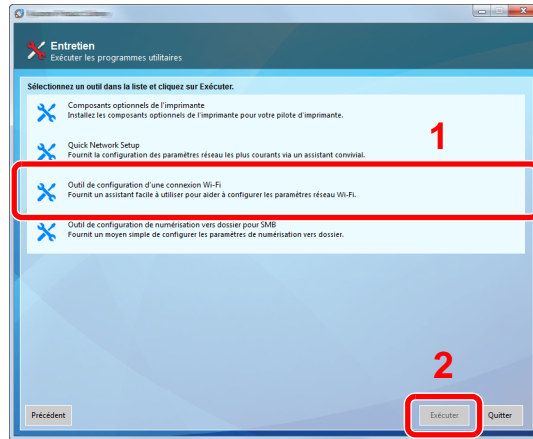 Entretien
Exécuter les programmes utilitaires
Sélectionnez un outil dans la liste et cliquez sur Exécuter.
Composants optionnels de l'imprimante
Installez les composants optionnels de l'imprimante pour votre pilote d'imprimante.
1
Quick Network Setup
Fournit la configuration des paramètres réseau les plus courants via un assistant convivial.
Outil de configuration d'une connexion Wi-Fi
Fournit un assistant facile à utiliser pour aider à configurer les paramètres réseau Wi-Fi.
Outil de configuration de numérisation vers dossier pour SMB
Fournit un moyen simple de configurer les paramètres de numérisation vers dossier.
2
Précédent
Exécuter
Quitter